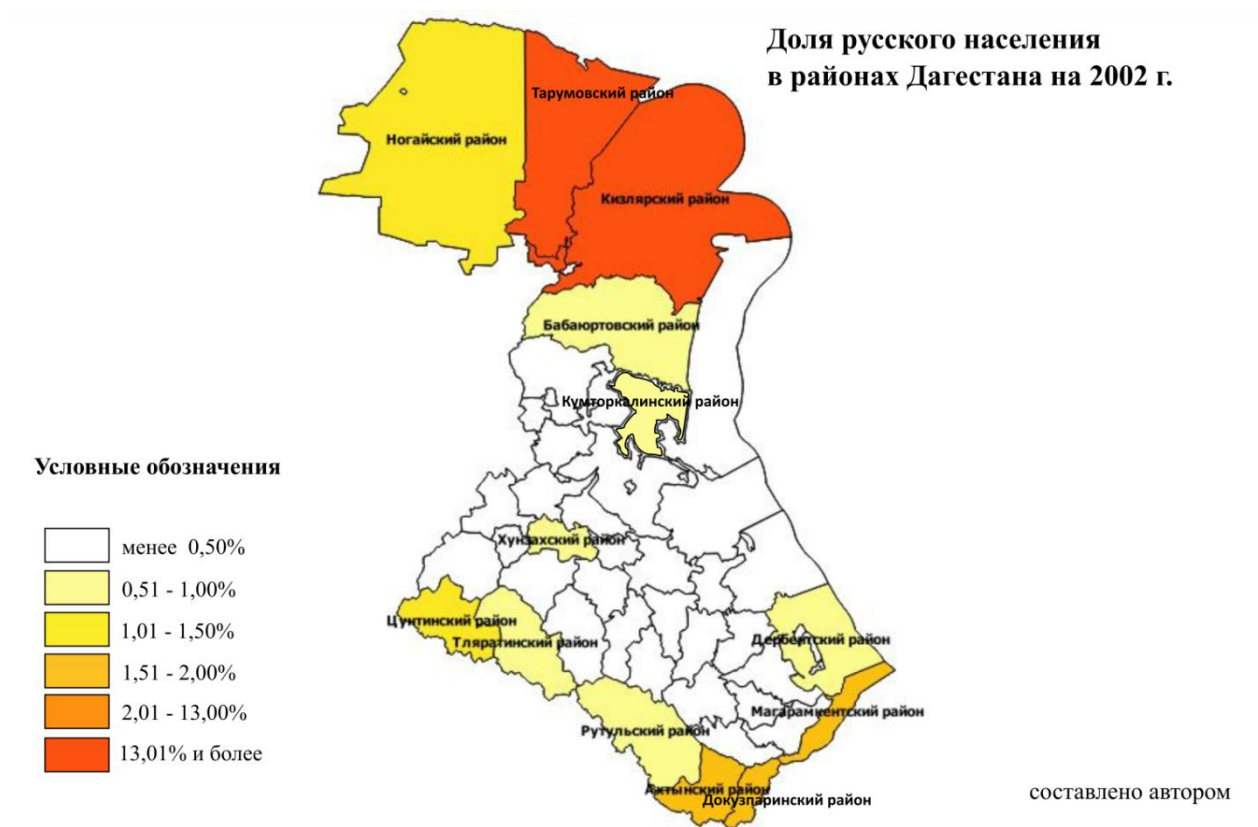 Доля русского населения
в районах Дагестана на 2002 г.
Тарумовский район
Ногайский район
Кизлярский район
Бабаюртовский район
Кумторкалинский район
Хунзахский район
Цунтинский район
Тляратинский район
Дербентский район
Магарамкентский район
Рутульский район
Ахтынский район
Докузпаринский район
Условные обозначения
менее 0,50%
0,51 - 1,00%
1,01 - 1,50%
1,51 - 2,00%
2,01 - 13,00%
13,01% и более
составлено автором